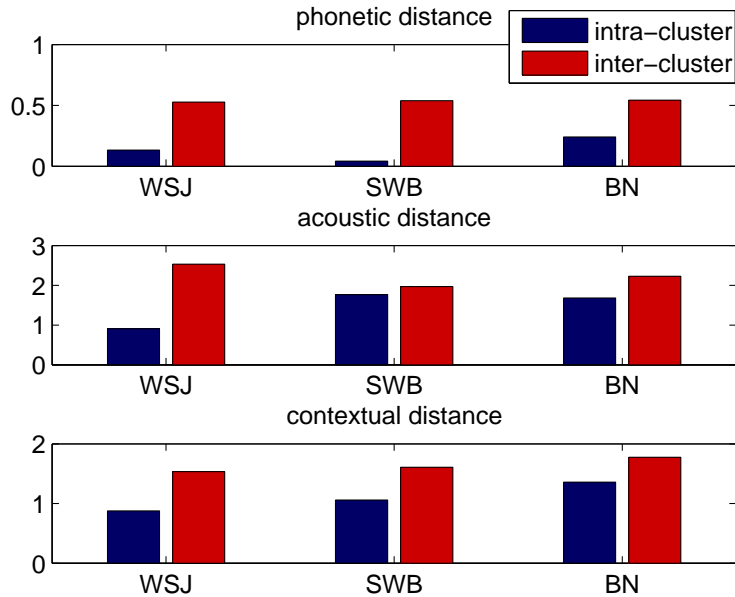 phonetic distance
intra-cluster
inter-cluster
1
0.5
0
WSJ SWB BN
acoustic distance
3
2
1
0
WSJ SWB BN
contextual distance
2
1
0
WSJ SWB BN